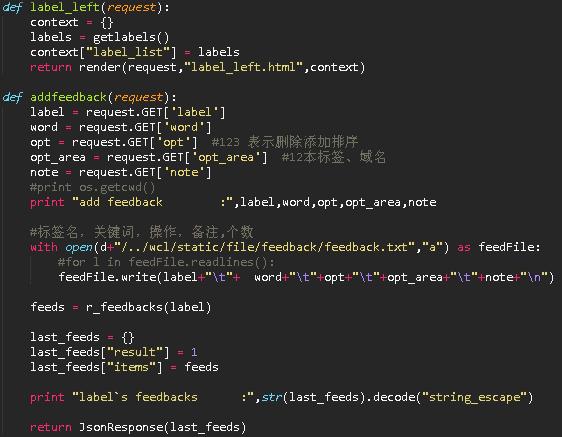 def label_left(request):
    context = {}
    labels = getlabels()
    context["label_list"] = labels
    return render(request,"label_left.html",context)

def addfeedback(request):
    label = request.GET['label']
    word = request.GET['word']
    opt = request.GET['opt']  #123 表示删除添加排序
    opt_area = request.GET['opt_area']  #12本标签、域名
    note = request.GET['note']
    #print os.getcwd()
    print "add feedback       :",label,word,opt,opt_area,note

    #标签名，关键词，操作，备注,个数
    with open(d+"/../wcl/static/file/feedback/feedback.txt","a") as feedFile:
        #for l in feedFile.readlines():
        feedFile.write(label+"\t"+  word+"\t"+opt+"\t"+opt_area+"\t"+note+"\n")

    feeds = r_feedbacks(label)

    last_feeds = {}
    last_feeds["result"] = 1
    last_feeds["items"] = feeds

    print "label`s feedbacks      :",str(last_feeds).decode("string_escape")

    return JsonResponse(last_feeds)